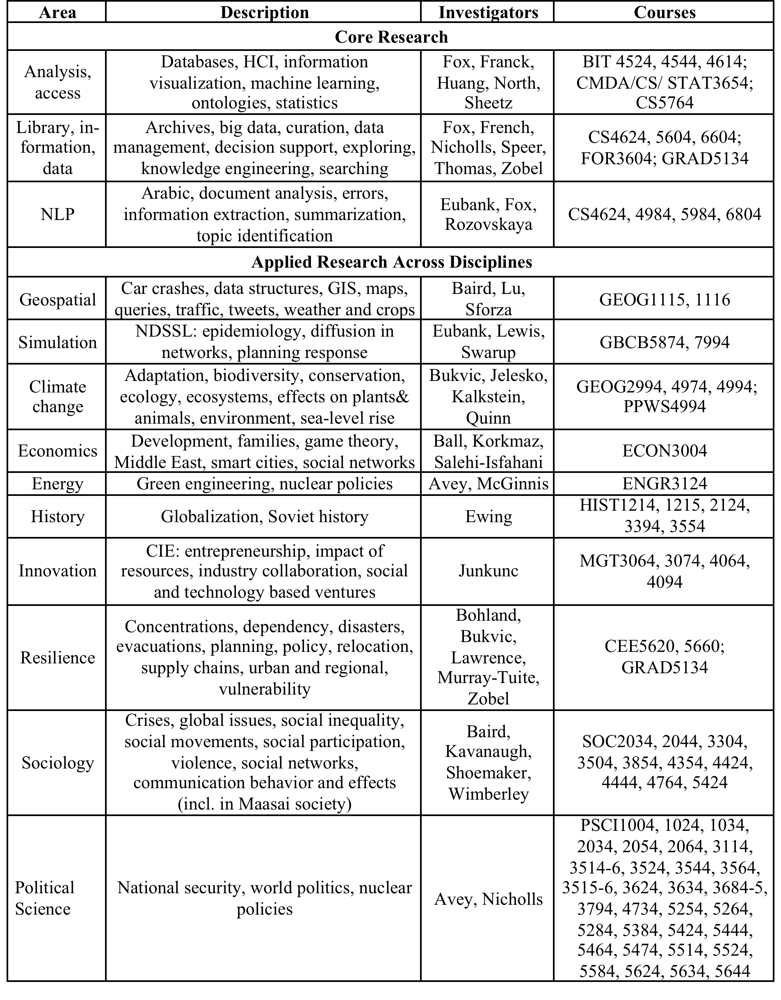 Area Description Investigators Courses
Core Research
Analysis,
access
Databases, HCI, information
visualization, machine learning,
ontologies, statistics
Fox, Franck,
Huang, North,
Sheetz
BIT 4524, 4544, 4614;
CMDA/CS/ STAT3654;
CS5764
Library, in-
formation,
data
Archives, big data, curation, data
management, decision support, exploring,
knowledge engineering, searching
Fox, French,
Nicholls, Speer,
Thomas, Zobel
CS4624, 5604, 6604;
FOR3604; GRAD5134
NLP
Arabic, document analysis, errors,
information extraction, summarization,
topic identification
Eubank, Fox,
Rozovskaya
CS4624, 4984, 5984, 6804
Applied Research Across Disciplines
Geospatial
Car crashes, data structures, GIS, maps,
queries, traffic, tweets, weather and crops
Baird, Lu,
Sforza
GEOG1115, 1116
Simulation
NDSSL: epidemiology, diffusion in
networks, planning response
Eubank, Lewis,
Swarup
GBCB5874, 7994
Climate
change
Adaptation, biodiversity, conservation,
ecology, ecosystems, effects on plants&
animals, environment, sea-level rise
Bukvic, Jelesko,
Kalkstein,
Quinn
GEOG2994, 4974, 4994;
PPWS4994
Economics
Development, families, game theory,
Middle East, smart cities, social networks
Ball, Korkmaz,
Salehi-Isfahani
ECON3004
Energy
Green engineering, nuclear policies
Avey, McGinnis
ENGR3124
History
Globalization, Soviet history
Ewing
HIST1214, 1215, 2124,
3394, 3554
Innovation
CIE: entrepreneurship, impact of
resources, industry collaboration, social
and technology based ventures
Junkunc
MGT3064, 3074, 4064,
4094
Resilience
Concentrations, dependency, disasters,
evacuations, planning, policy, relocation,
supply chains, urban and regional,
vulnerability
Bohland,
Bukvic,
Lawrence,
Murray-Tuite,
Zobel
CEE5620, 5660;
GRAD5134
Sociology
Crises, global issues, social inequality,
social movements, social participation,
violence, social networks,
communication behavior and effects
(incl. in Maasai society)
Baird,
Kavanaugh,
Shoemaker,
Wimberley
SOC2034, 2044, 3304,
3504, 3854, 4354, 4424,
4444, 4764, 5424
Political
Science
National security, world politics, nuclear
policies
Avey, Nicholls
PSCI1004, 1024, 1034,
2034, 2054, 2064, 3114,
3514-6, 3524, 3544, 3564,
3515-6, 3624, 3634, 3684-5,
3794, 4734, 5254, 5264,
5284, 5384, 5424, 5444,
5464, 5474, 5514, 5524,
5584, 5624, 5634, 5644